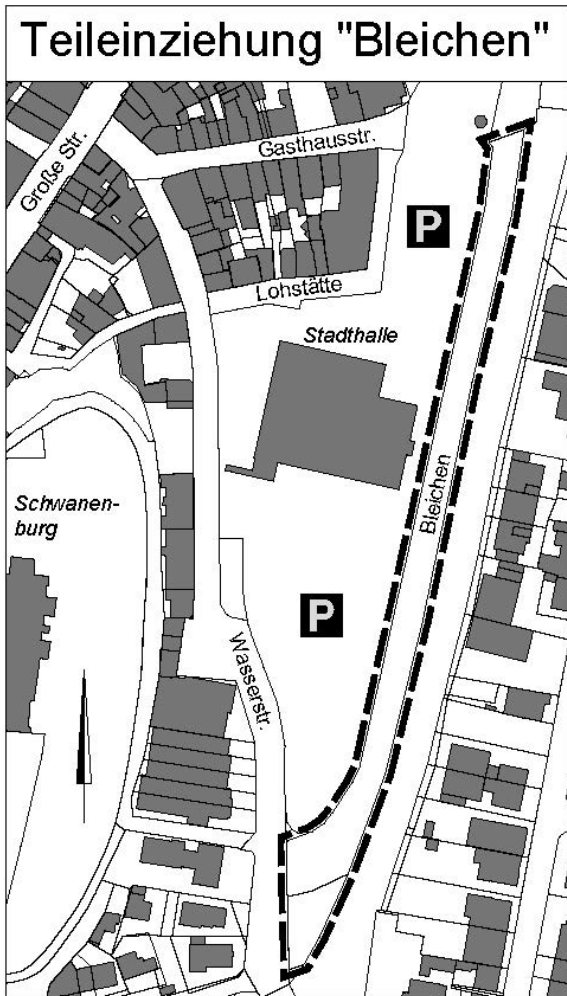 Teileinziehung "Bleichen"
Große Str.
Gasthausstr.
P
Lohstätte
Stadthalle
Bleichen
Schwanen-
burg
P
Wasserstr.